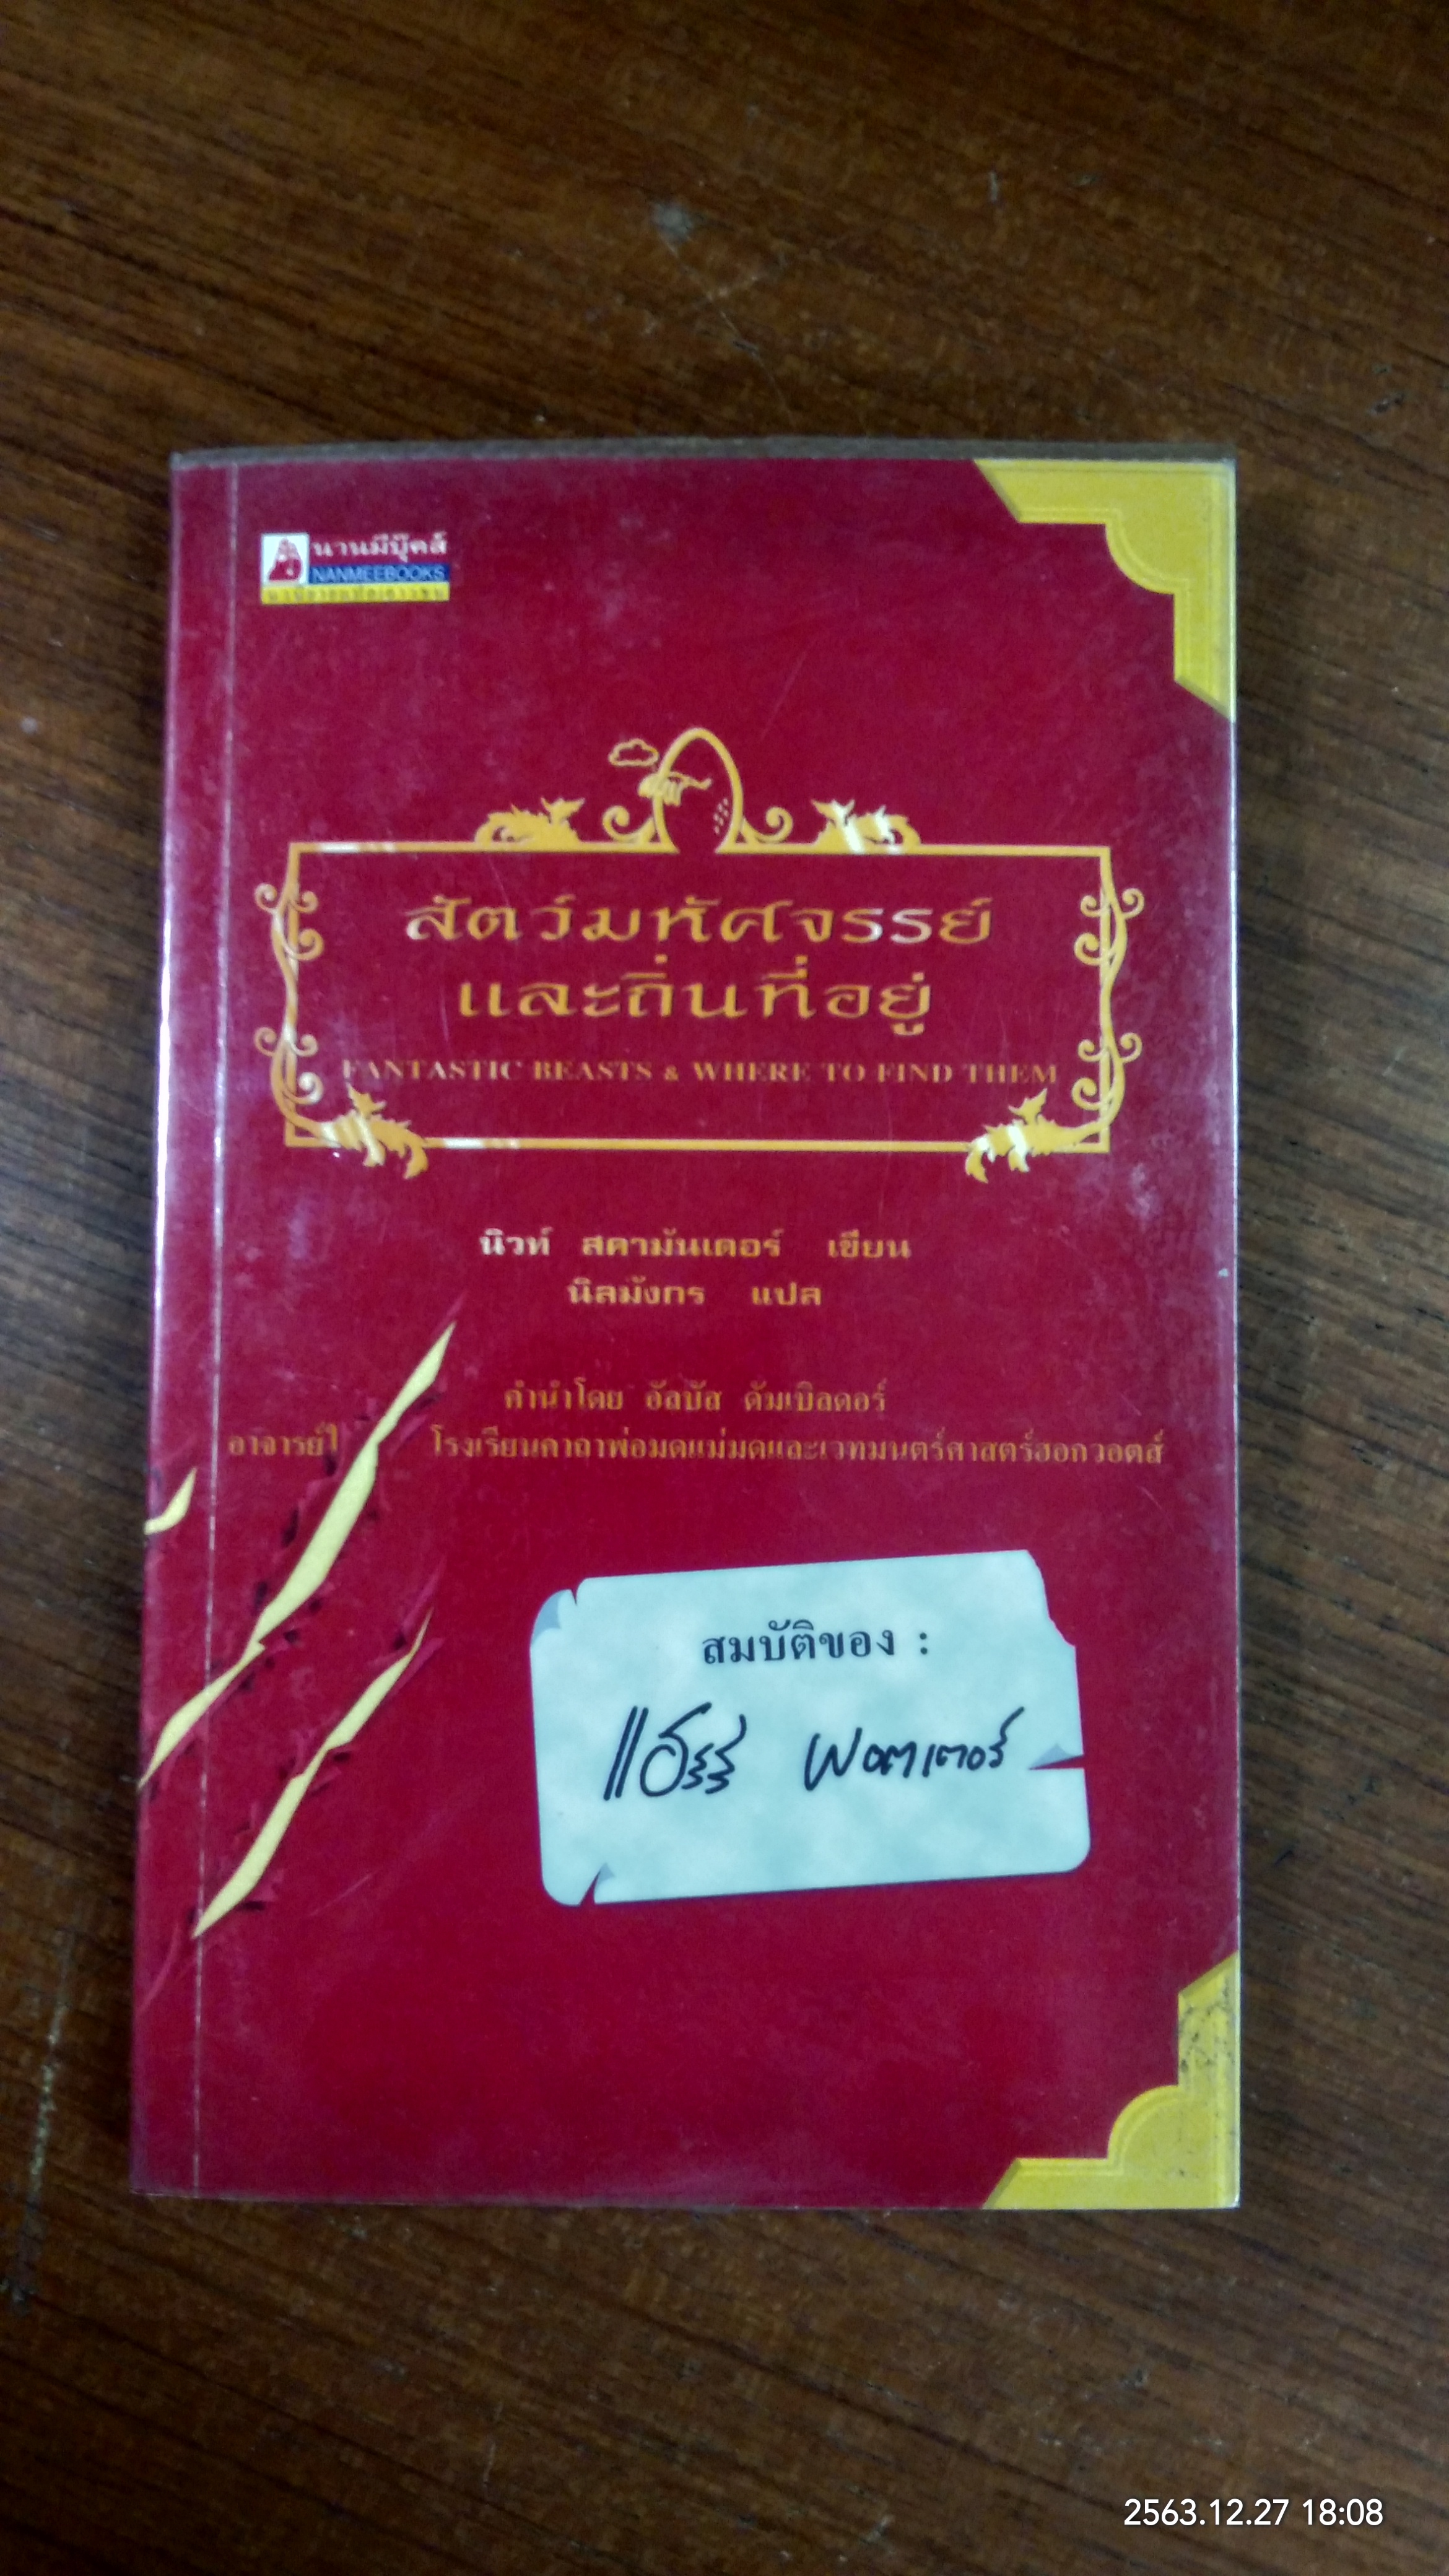 นานมีบุ๊คส์
NANMEEBOOKS
สัตว์มหัศจรรย์
และถิ่นที่อยู่
FANTASTIC BEASTS & WHERE TO FIND THEM
นิวท์ สคามันเดอร์ เขียน
นิลมังกร แปล
คำนำโดย อัลบัส ดัมเบิลดอร์
อาจารย์ใ โรงเรียนคาถาพ่อมดแม่มดและเวทมนตร์ศาสตร์ฮอกวอตส์
สมบัติของ :
แฮร์รี่ พอตเตอร์
2563.12.27 18:08